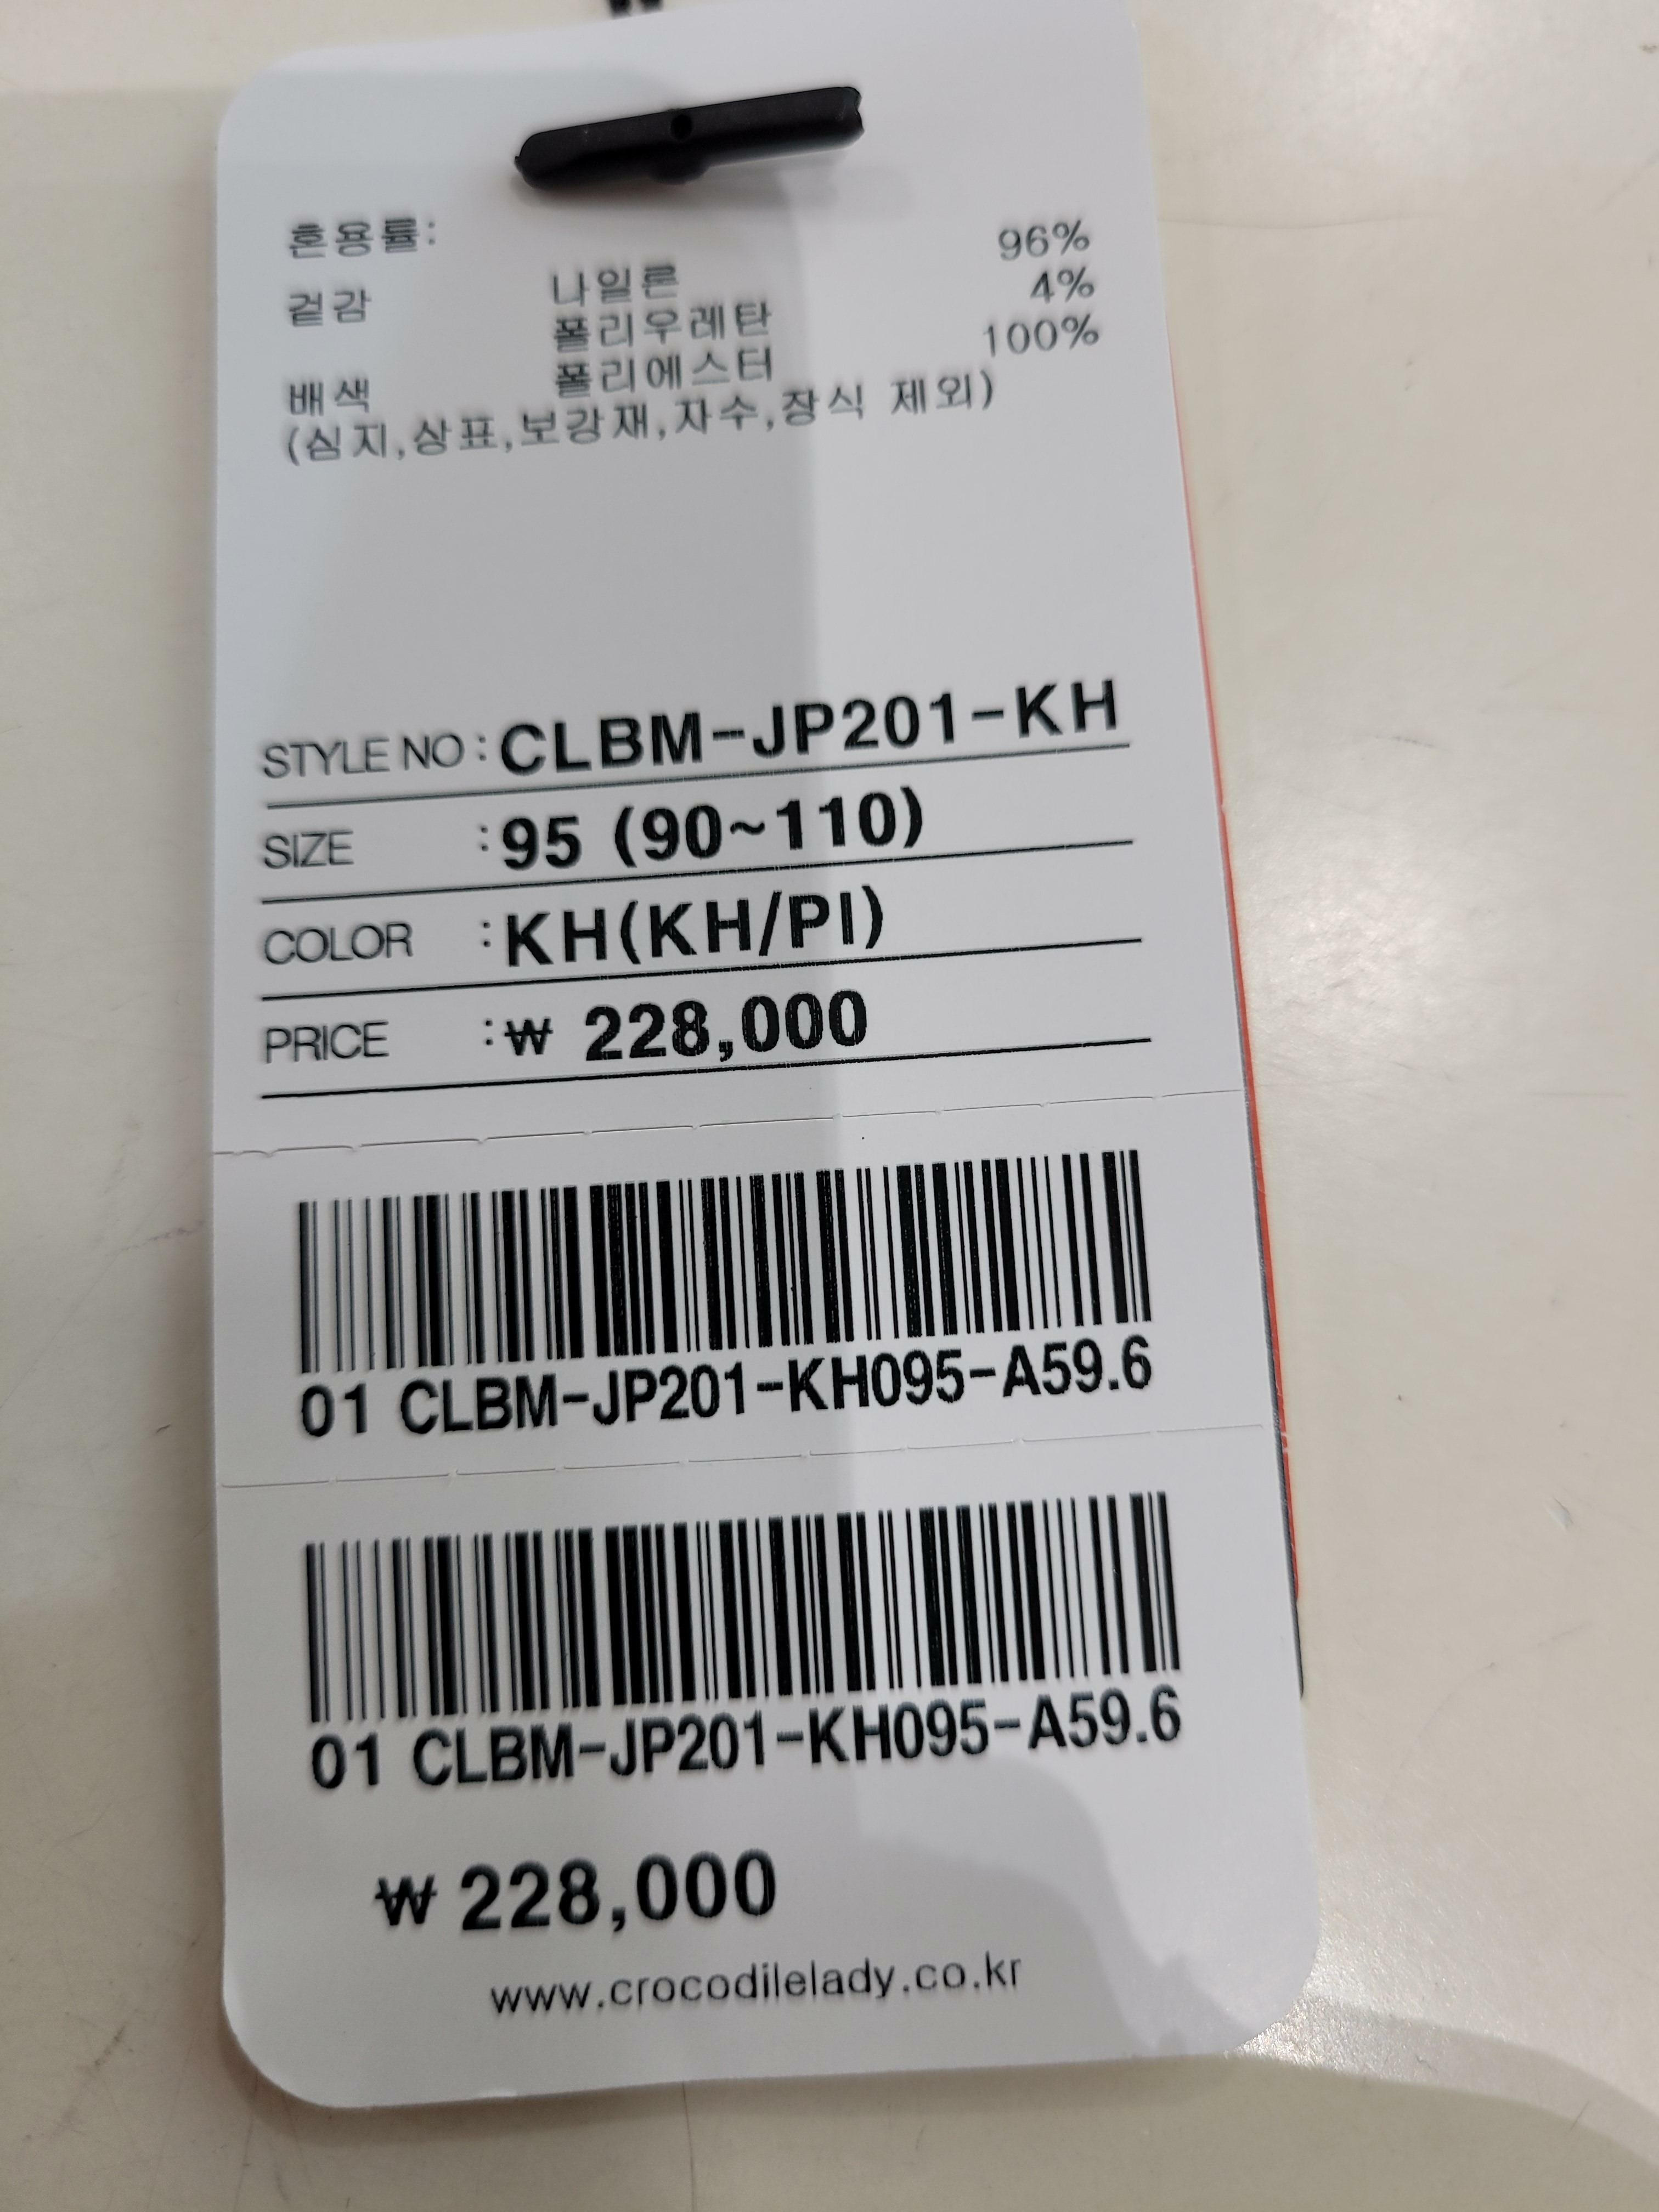 혼용률:
겉감 나일론 96%
폴리우레탄 4%
배색 폴리에스터 100%
(심지,상표,보강재,자수,장식 제외)
STYLE NO : CLBM-JP201-KH
SIZE : 95 (90~110)
COLOR : KH(KH/PI)
PRICE : ₩ 228,000
01 CLBM-JP201-KH095-A59.6
01 CLBM-JP201-KH095-A59.6
₩ 228,000
www.crocodilelady.co.kr